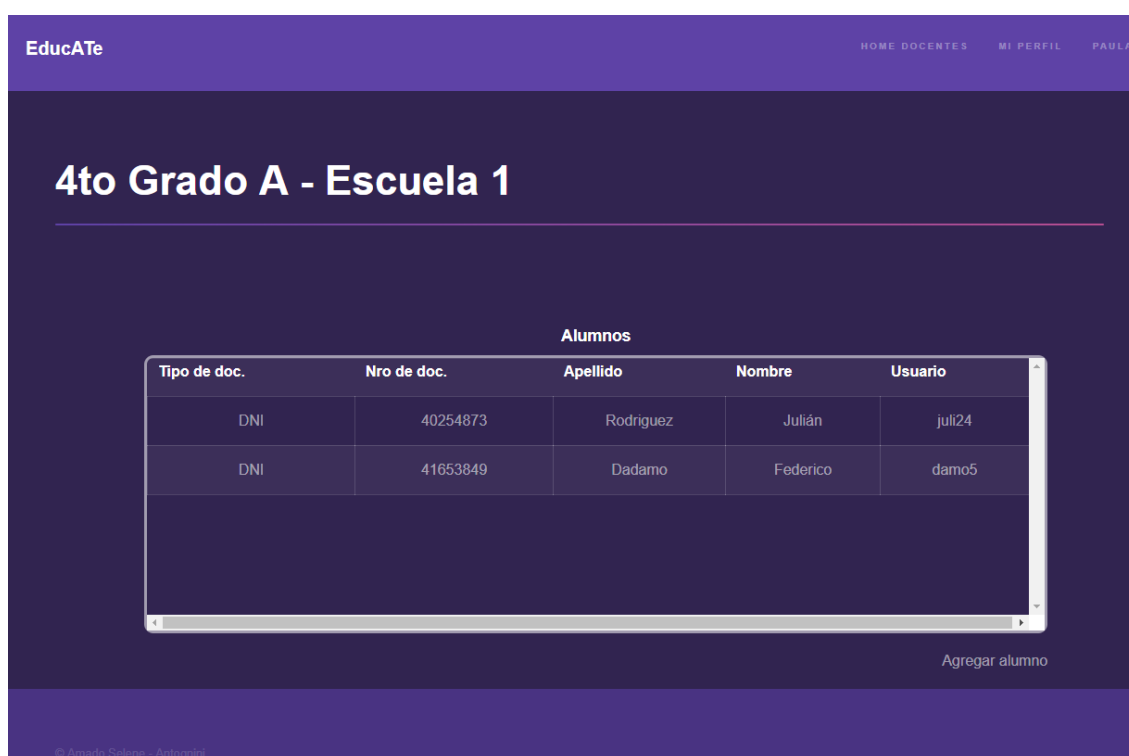 EducATe HOME DOCENTES MI PERFIL PAULA
4to Grado A - Escuela 1
Alumnos
Tipo de doc. Nro de doc. Apellido Nombre Usuario
DNI 40254873 Rodriguez Julián juli24
DNI 41653849 Dadamo Federico damo5
Agregar alumno
© Amado Selene - Antognini